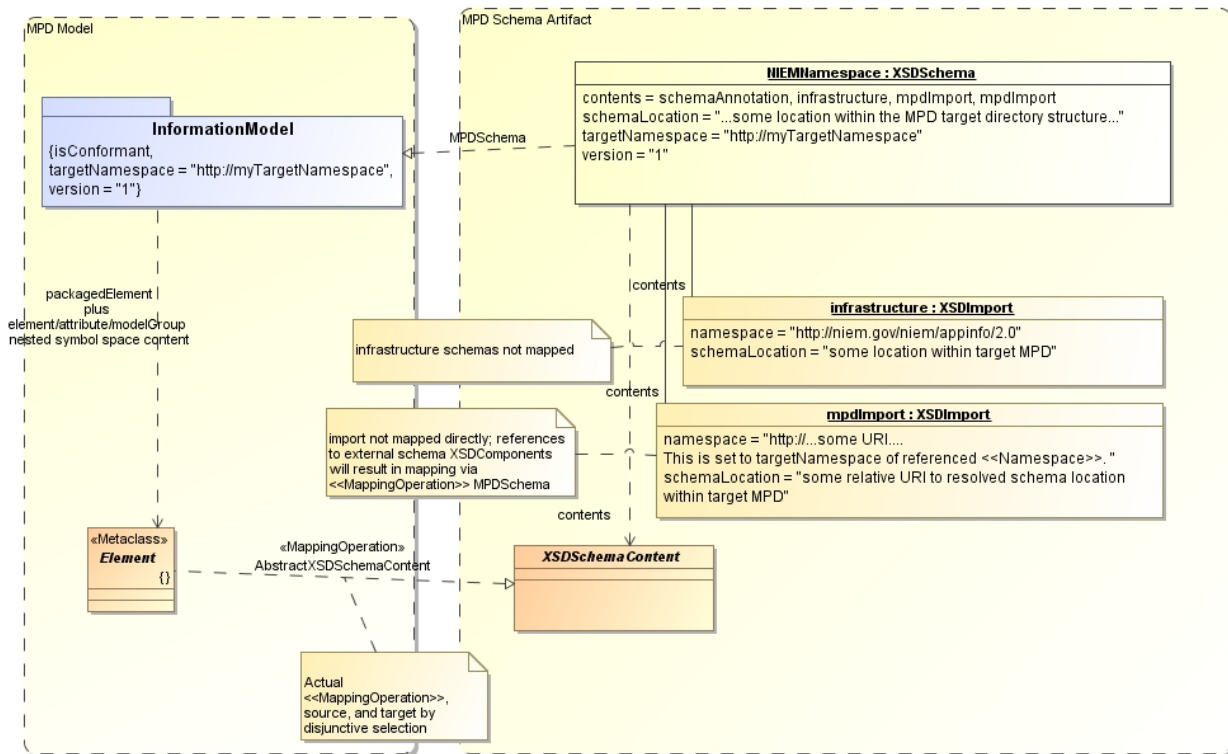 MPD Model
InformationModel
{isConformant,
targetNamespace = "http://myTargetNamespace",
version = "1"}
packagedElement
plus
element/attribute/modelGroup
nested symbol space content
«Metaclass»
Element
{}
MPD Schema Artifact
NIEMNamespace : XSDSchema
contents = schemaAnnotation, infrastructure, mpdImport, mpdImport
schemaLocation = "...some location within the MPD target directory structure..."
targetNamespace = "http://myTargetNamespace"
version = "1"
MPDSchema
contents
infrastructure : XSDImport
namespace = "http://niem.gov/niem/appinfo/2.0"
schemaLocation = "some location within target MPD"
infrastructure schemas not mapped
contents
mpdImport : XSDImport
namespace = "http://...some URI....
This is set to targetNamespace of referenced <<Namespace>>. "
schemaLocation = "some relative URI to resolved schema location
within target MPD"
import not mapped directly; references
to external schema XSDComponents
will result in mapping via
<<MappingOperation>> MPDSchema
contents
XSDSchemaContent
«MappingOperation»
AbstractXSDSchemaContent
Actual
<<MappingOperation>>,
source, and target by
disjunctive selection